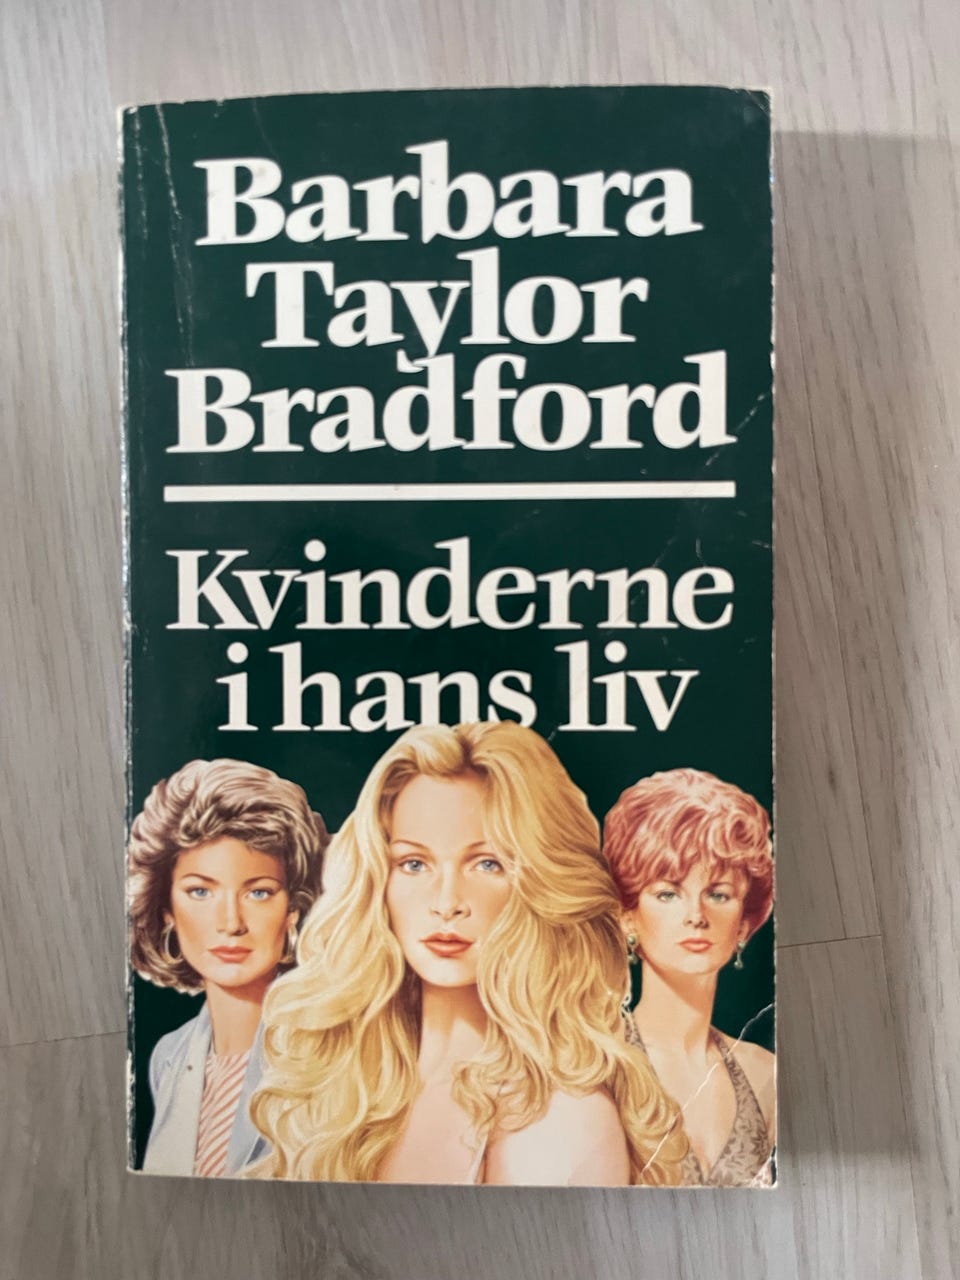 Barbara
Taylor
Bradford
Kvinderne
i hans liv